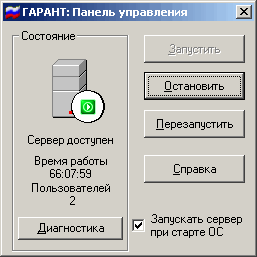 ГАРАНТ: Панель управления
Состояние
Сервер доступен
Время работы
66:07:59
Пользователей
2
Диагностика
Запустить
Остановить
Перезапустить
Справка
Запускать сервер
при старте ОС